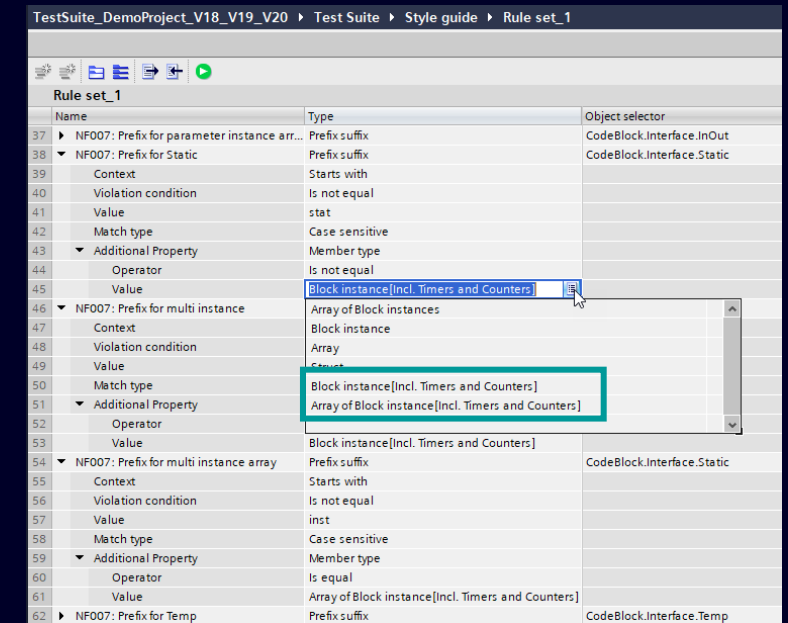 TestSuite_DemoProject_V18_V19_V20 ▸ Test Suite ▸ Style guide ▸ Rule set_1
Rule set_1
Name Type Object selector
37 NF007: Prefix for parameter instance arr... Prefix suffix CodeBlock.Interface.InOut
38 NF007: Prefix for Static Prefix suffix CodeBlock.Interface.Static
39 Context Starts with
40 Violation condition Is not equal
41 Value stat
42 Match type Case sensitive
43 Additional Property Member type
44 Operator Is not equal
45 Value Block instance[Incl. Timers and Counters]
46 NF007: Prefix for multi instance Array of Block instances
47 Context Block instance
48 Violation condition Array
49 Value Struct
50 Match type Block instance[Incl. Timers and Counters]
51 Additional Property Array of Block instance[Incl. Timers and Counters]
52 Operator
53 Value Block instance[Incl. Timers and Counters]
54 NF007: Prefix for multi instance array Prefix suffix CodeBlock.Interface.Static
55 Context Starts with
56 Violation condition Is not equal
57 Value inst
58 Match type Case sensitive
59 Additional Property Member type
60 Operator Is equal
61 Value Array of Block instance[Incl. Timers and Counters]
62 NF007: Prefix for Temp Prefix suffix CodeBlock.Interface.Temp